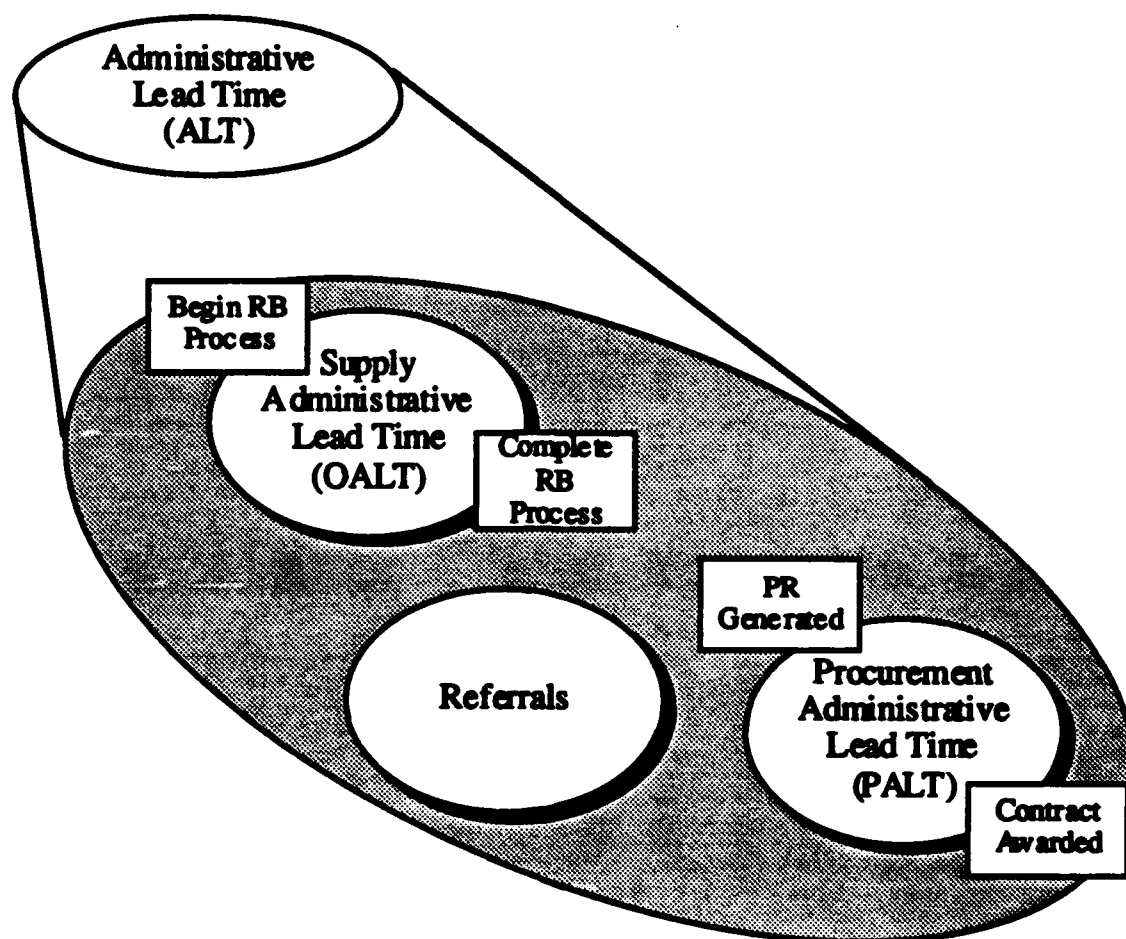 Administrative
Lead Time
(ALT)
Begin RB
Process
Supply
Administrative
Lead Time
(OALT)
Complete
RB
Process
PR
Generated
Referrals
Procurement
Administrative
Lead Time
(PALT)
Contract
Awarded